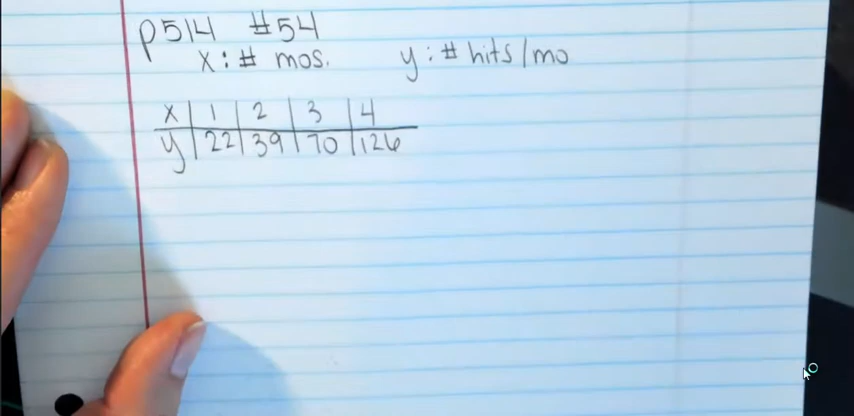 p514 #54
x: # mos. y: # hits/mo
x | 1 | 2 | 3 | 4
y | 22 | 39 | 70 | 126